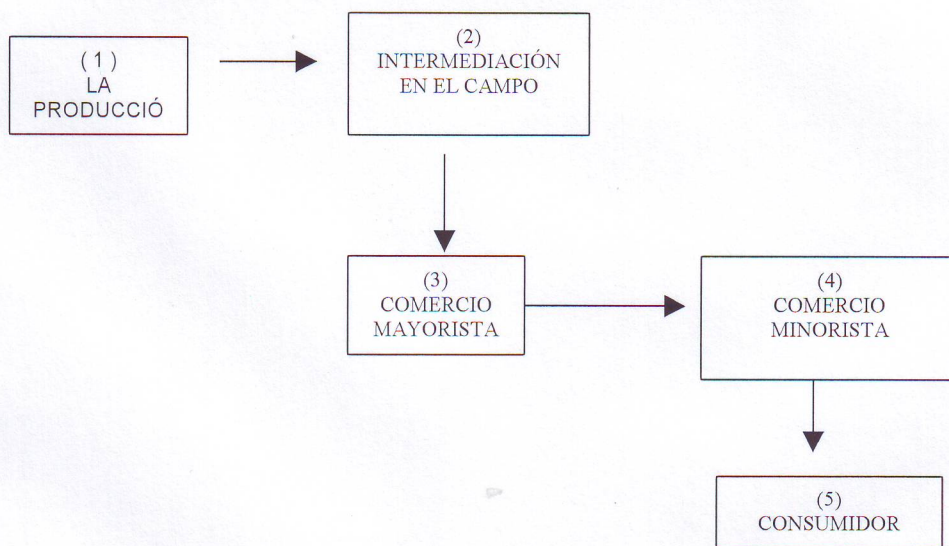 ( 1 )
LA
PRODUCCIÓ
(2)
INTERMEDIACIÓN
EN EL CAMPO
(3)
COMERCIO
MAYORISTA
(4)
COMERCIO
MINORISTA
(5)
CONSUMIDOR